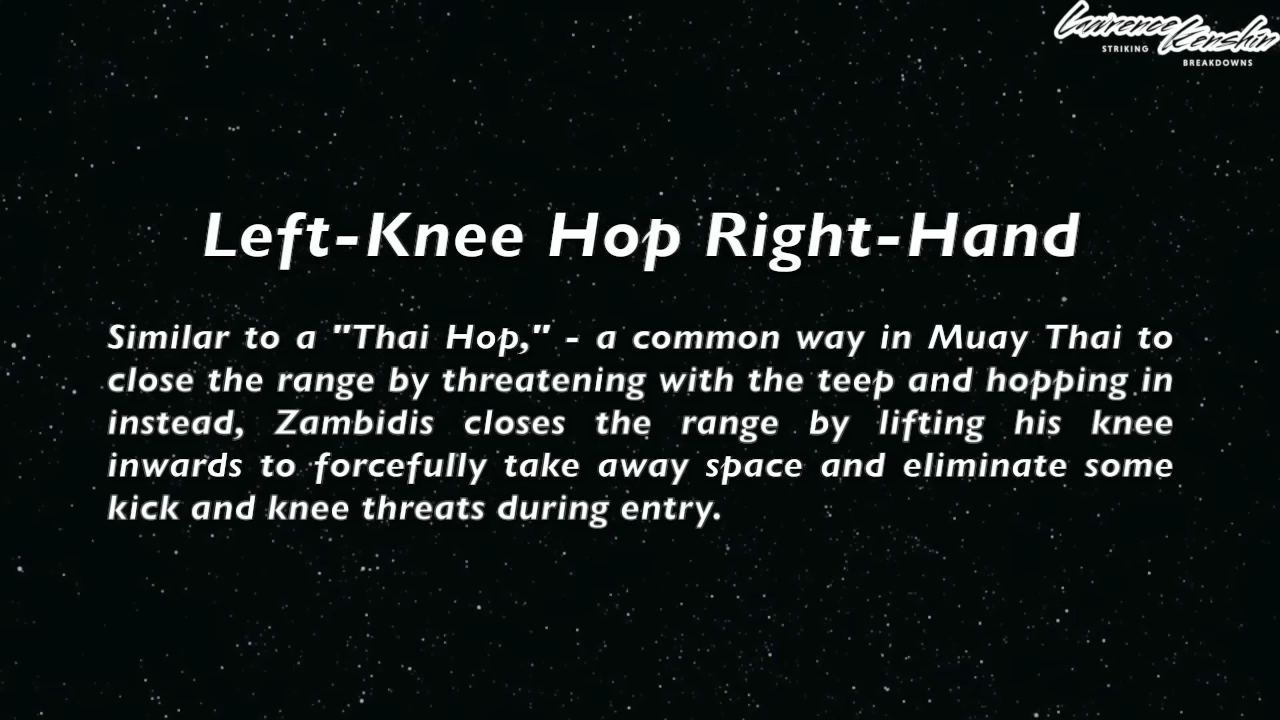 Lawrence Kenshin
STRIKING
BREAKDOWNS
Left-Knee Hop Right-Hand
Similar to a "Thai Hop," - a common way in Muay Thai to
close the range by threatening with the teep and hopping in
instead, Zambidis closes the range by lifting his knee
inwards to forcefully take away space and eliminate some
kick and knee threats during entry.